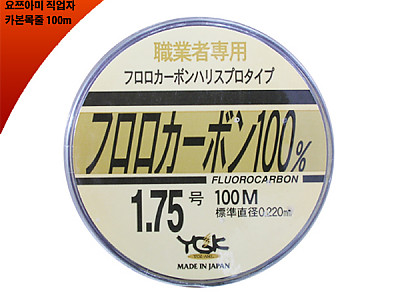 요쯔아미 직업자
카본목줄 100m
職業者専用
フロロカーボンハリスプロタイプ
フロロカーボン100%
FLUOROCARBON
1.75号 100M
標準直径0.220mm
YGK
MADE IN JAPAN